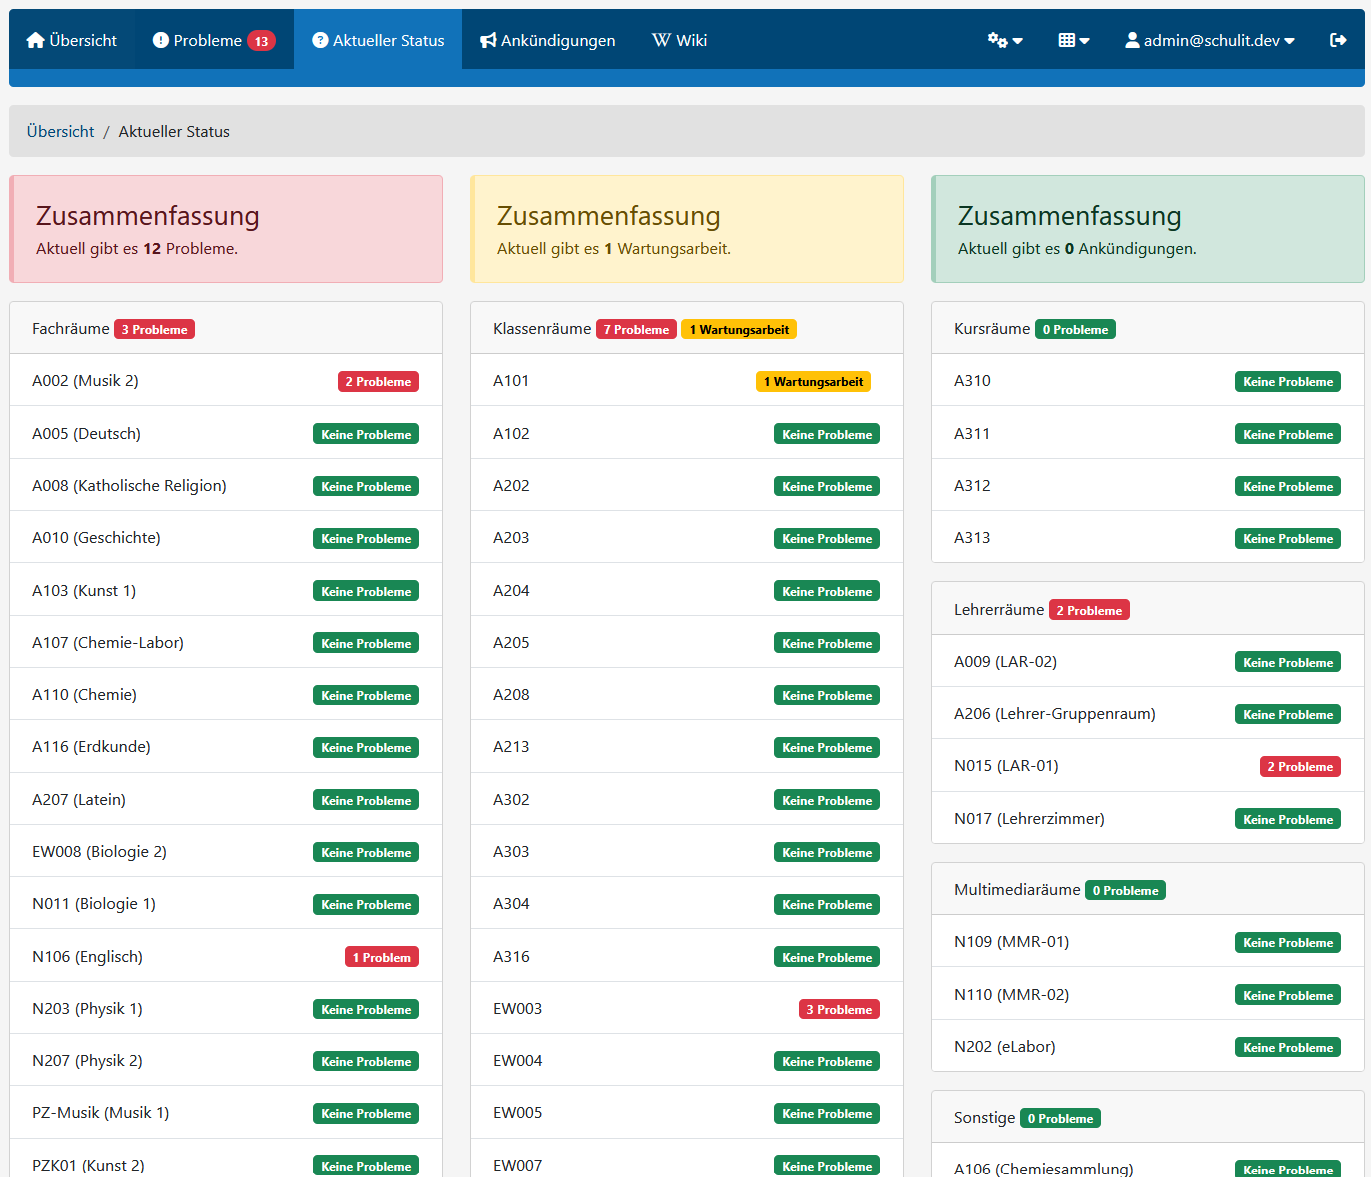 Übersicht
Probleme 13
Aktueller Status
Ankündigungen
Wiki
admin@schulit.dev
Übersicht / Aktueller Status
Zusammenfassung
Aktuell gibt es 12 Probleme.
Zusammenfassung
Aktuell gibt es 1 Wartungsarbeit.
Zusammenfassung
Aktuell gibt es 0 Ankündigungen.
Fachräume 3 Probleme
A002 (Musik 2) 2 Probleme
A005 (Deutsch) Keine Probleme
A008 (Katholische Religion) Keine Probleme
A010 (Geschichte) Keine Probleme
A103 (Kunst 1) Keine Probleme
A107 (Chemie-Labor) Keine Probleme
A110 (Chemie) Keine Probleme
A116 (Erdkunde) Keine Probleme
A207 (Latein) Keine Probleme
EW008 (Biologie 2) Keine Probleme
N011 (Biologie 1) Keine Probleme
N106 (Englisch) 1 Problem
N203 (Physik 1) Keine Probleme
N207 (Physik 2) Keine Probleme
PZ-Musik (Musik 1) Keine Probleme
PZK01 (Kunst 2) Keine Probleme
Klassenräume 7 Probleme 1 Wartungsarbeit
A101 1 Wartungsarbeit
A102 Keine Probleme
A202 Keine Probleme
A203 Keine Probleme
A204 Keine Probleme
A205 Keine Probleme
A208 Keine Probleme
A213 Keine Probleme
A302 Keine Probleme
A303 Keine Probleme
A304 Keine Probleme
A316 Keine Probleme
EW003 3 Probleme
EW004 Keine Probleme
EW005 Keine Probleme
EW007 Keine Probleme
Kursräume 0 Probleme
A310 Keine Probleme
A311 Keine Probleme
A312 Keine Probleme
A313 Keine Probleme
Lehrerräume 2 Probleme
A009 (LAR-02) Keine Probleme
A206 (Lehrer-Gruppenraum) Keine Probleme
N015 (LAR-01) 2 Probleme
N017 (Lehrerzimmer) Keine Probleme
Multimediaräume 0 Probleme
N109 (MMR-01) Keine Probleme
N110 (MMR-02) Keine Probleme
N202 (eLabor) Keine Probleme
Sonstige 0 Probleme
A106 (Chemiesammlung) Keine Probleme